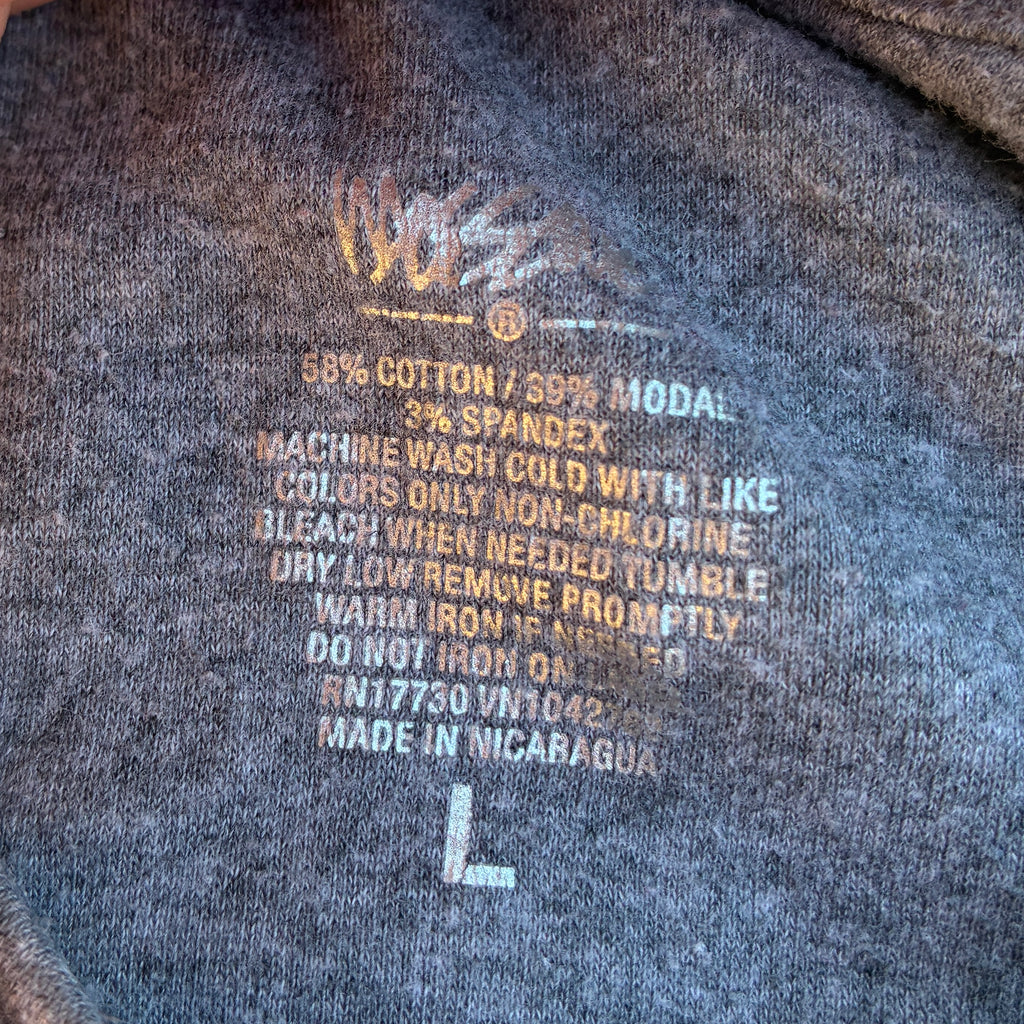 ®
58% COTTON / 39% MODAL
3% SPANDEX
MACHINE WASH COLD WITH LIKE
COLORS ONLY NON-CHLORINE
BLEACH WHEN NEEDED TUMBLE
DRY LOW REMOVE PROMPTLY
WARM IRON IF NEEDED
DO NOT IRON ON
RN17730
MADE IN NICARAGUA
L